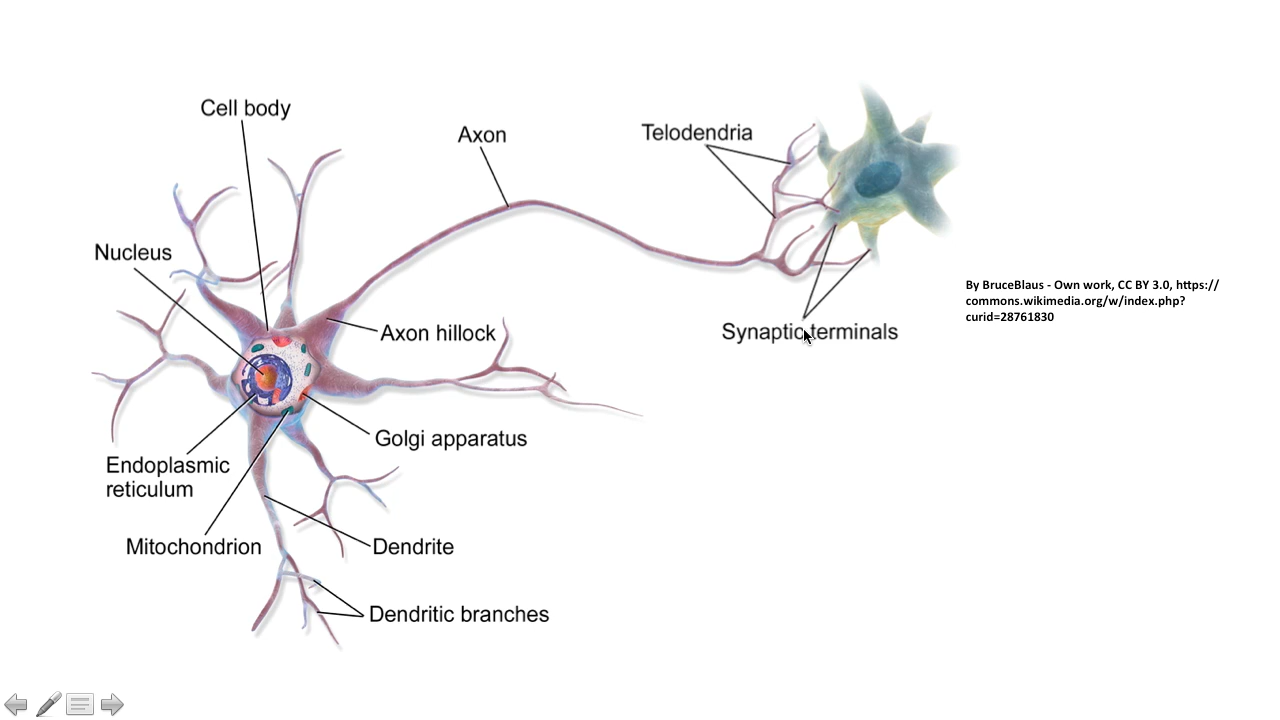 Cell body
Axon
Telodendria
Nucleus
By BruceBlaus - Own work, CC BY 3.0, https://
commons.wikimedia.org/w/index.php?
curid=28761830
Axon hillock
Synaptic terminals
Golgi apparatus
Endoplasmic
reticulum
Mitochondrion
Dendrite
Dendritic branches